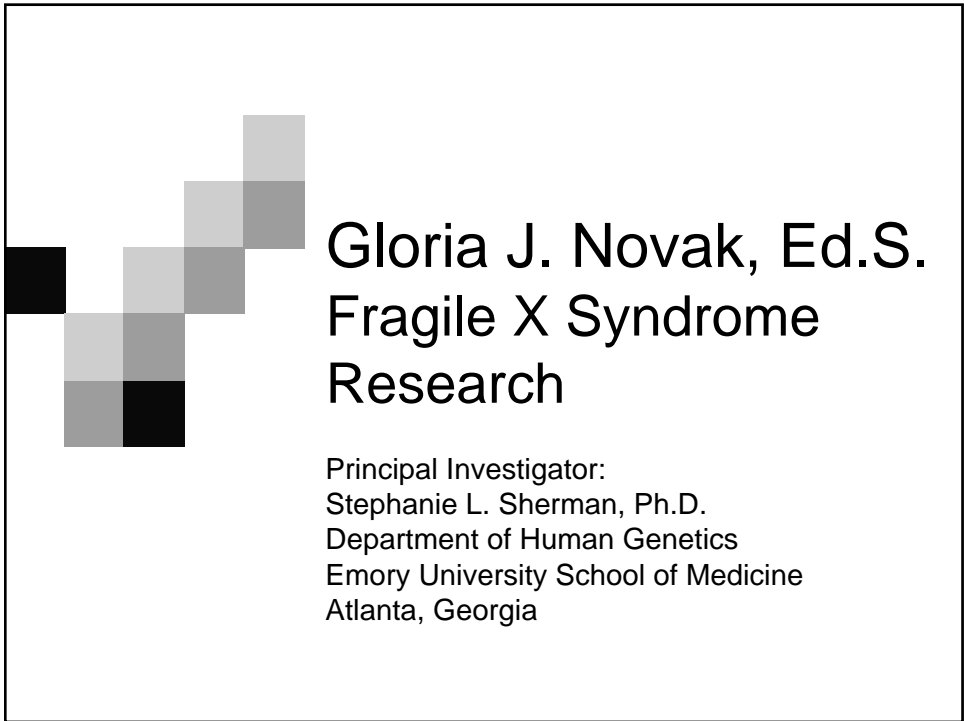 Gloria J. Novak, Ed.S.
Fragile X Syndrome
Research
Principal Investigator:
Stephanie L. Sherman, Ph.D.
Department of Human Genetics
Emory University School of Medicine
Atlanta, Georgia